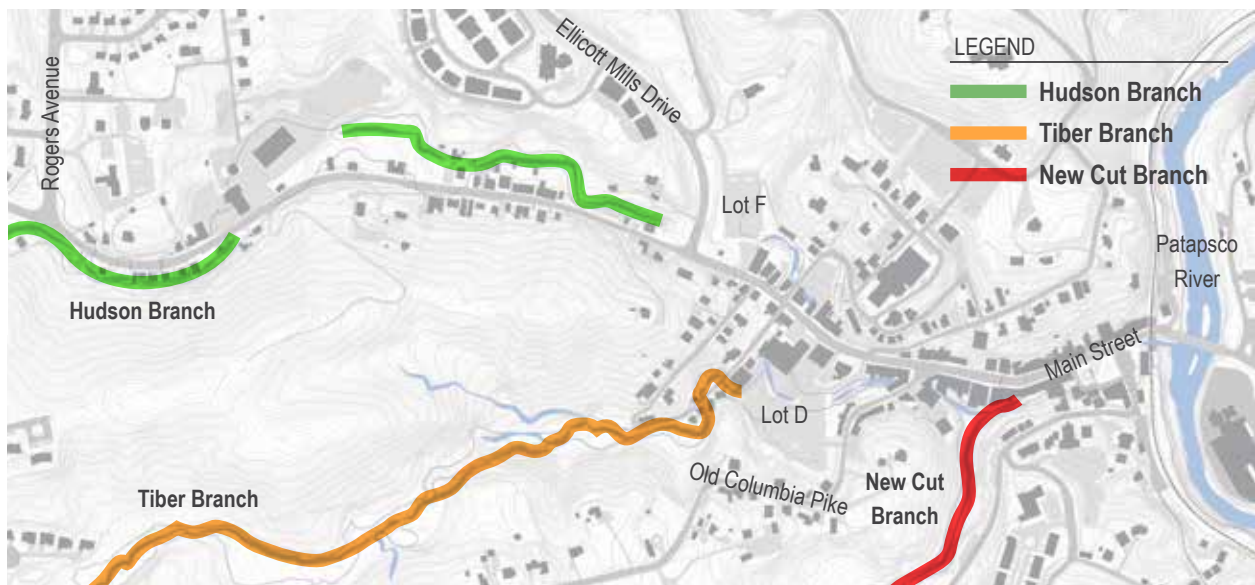 LEGEND
Hudson Branch
Tiber Branch
New Cut Branch
Ellicott Mills Drive
Rogers Avenue
Lot F
Patapsco
River
Hudson Branch
Main Street
Lot D
Old Columbia Pike
New Cut
Branch
Tiber Branch